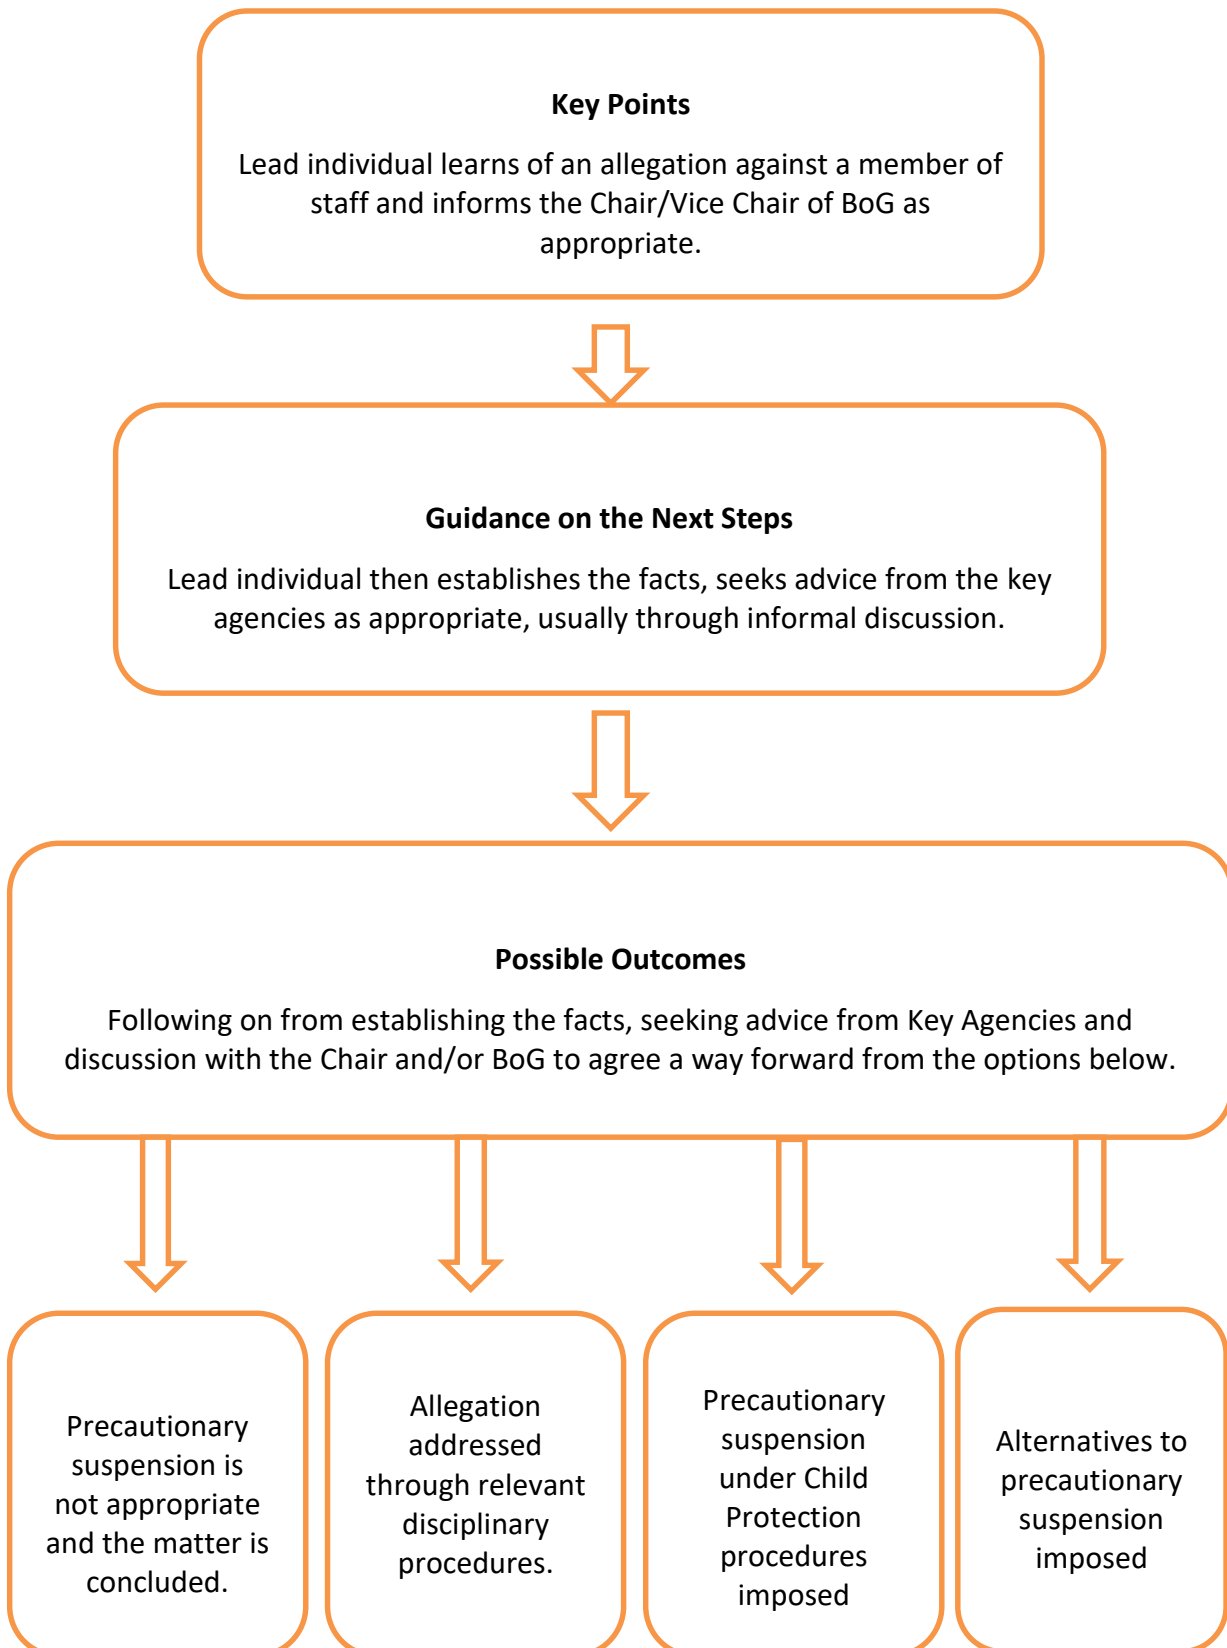 Key Points
Lead individual learns of an allegation against a member of
staff and informs the Chair/Vice Chair of BoG as
appropriate.
Guidance on the Next Steps
Lead individual then establishes the facts, seeks advice from the key
agencies as appropriate, usually through informal discussion.
Possible Outcomes
Following on from establishing the facts, seeking advice from Key Agencies and
discussion with the Chair and/or BoG to agree a way forward from the options below.
Precautionary
suspension is
not appropriate
and the matter is
concluded.
Allegation
addressed
through relevant
disciplinary
procedures.
Precautionary
suspension
under Child
Protection
procedures
imposed
Alternatives to
precautionary
suspension
imposed